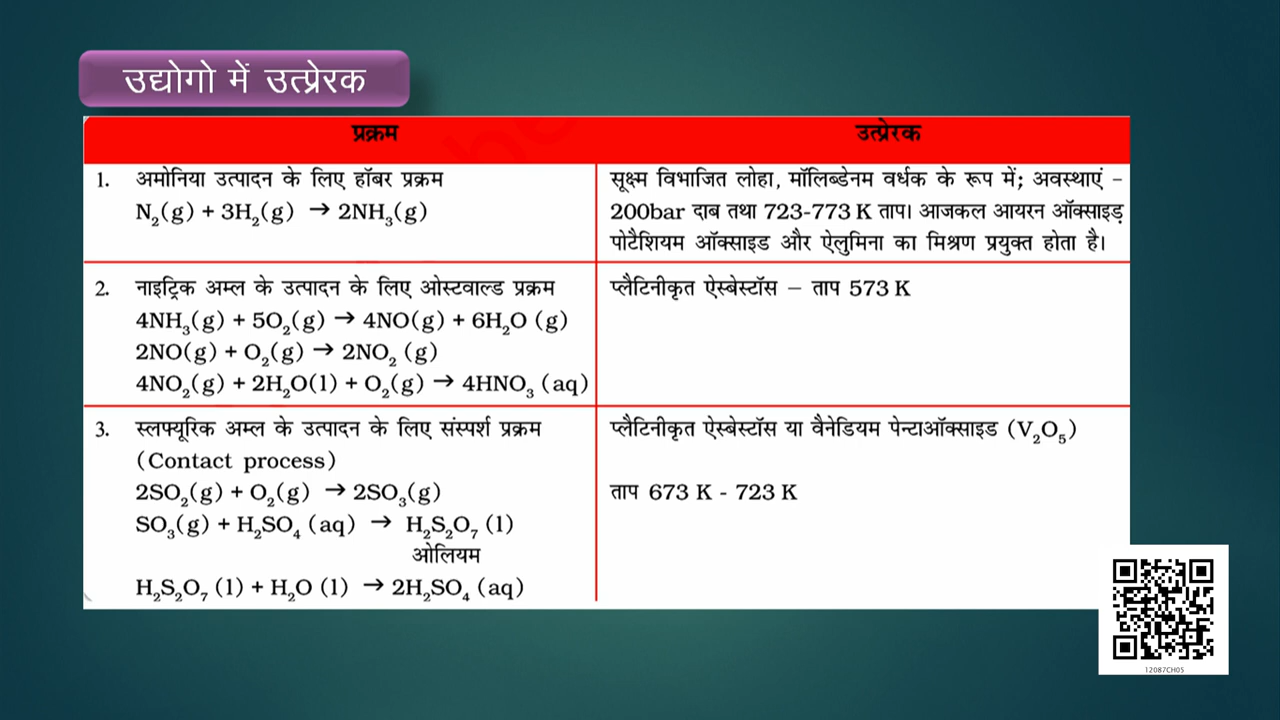 उद्योगो में उत्प्रेरक
प्रक्रम उत्प्रेरक
1. अमोनिया उत्पादन के लिए हॉबर प्रक्रम
N₂(g) + 3H₂(g) → 2NH₃(g)
सूक्ष्म विभाजित लोहा, मॉलिब्डेनम वर्धक के रूप में; अवस्थाएं –
200bar दाब तथा 723-773 K ताप। आजकल आयरन ऑक्साइड़
पोटैशियम ऑक्साइड और ऐलुमिना का मिश्रण प्रयुक्त होता है।
2. नाइट्रिक अम्ल के उत्पादन के लिए ओस्टवाल्ड प्रक्रम
4NH₃(g) + 5O₂(g) → 4NO(g) + 6H₂O (g)
2NO(g) + O₂(g) → 2NO₂ (g)
4NO₂(g) + 2H₂O(l) + O₂(g) → 4HNO₃ (aq)
प्लैटिनीकृत ऐस्बेस्टॉस – ताप 573 K
3. स्लफ्यूरिक अम्ल के उत्पादन के लिए संस्पर्श प्रक्रम
(Contact process)
2SO₂(g) + O₂(g) → 2SO₃(g)
SO₃(g) + H₂SO₄ (aq) → H₂S₂O₇ (l)
ओलियम
H₂S₂O₇ (l) + H₂O (l) → 2H₂SO₄ (aq)
प्लैटिनीकृत ऐस्बेस्टॉस या वैनेडियम पेन्टाऑक्साइड (V₂O₅)
ताप 673 K - 723 K
12087CH05